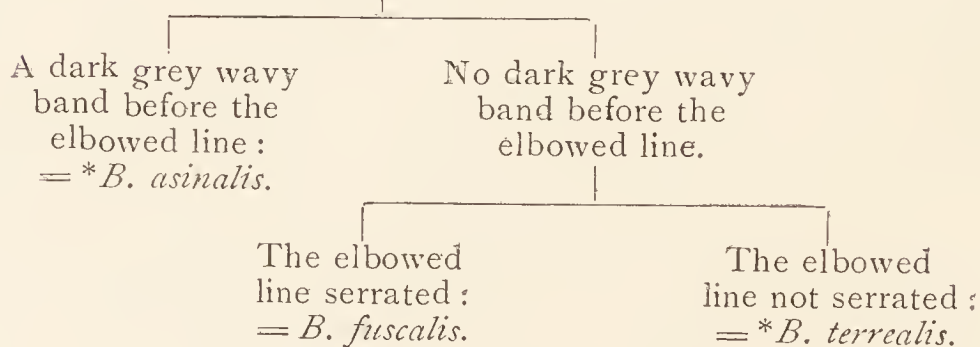 A dark grey wavy
band before the
elbowed line :
= *B. asinalis.
No dark grey wavy
band before the
elbowed line.
The elbowed
line serrated :
= B. fuscalis.
The elbowed
line not serrated :
= *B. terrealis.